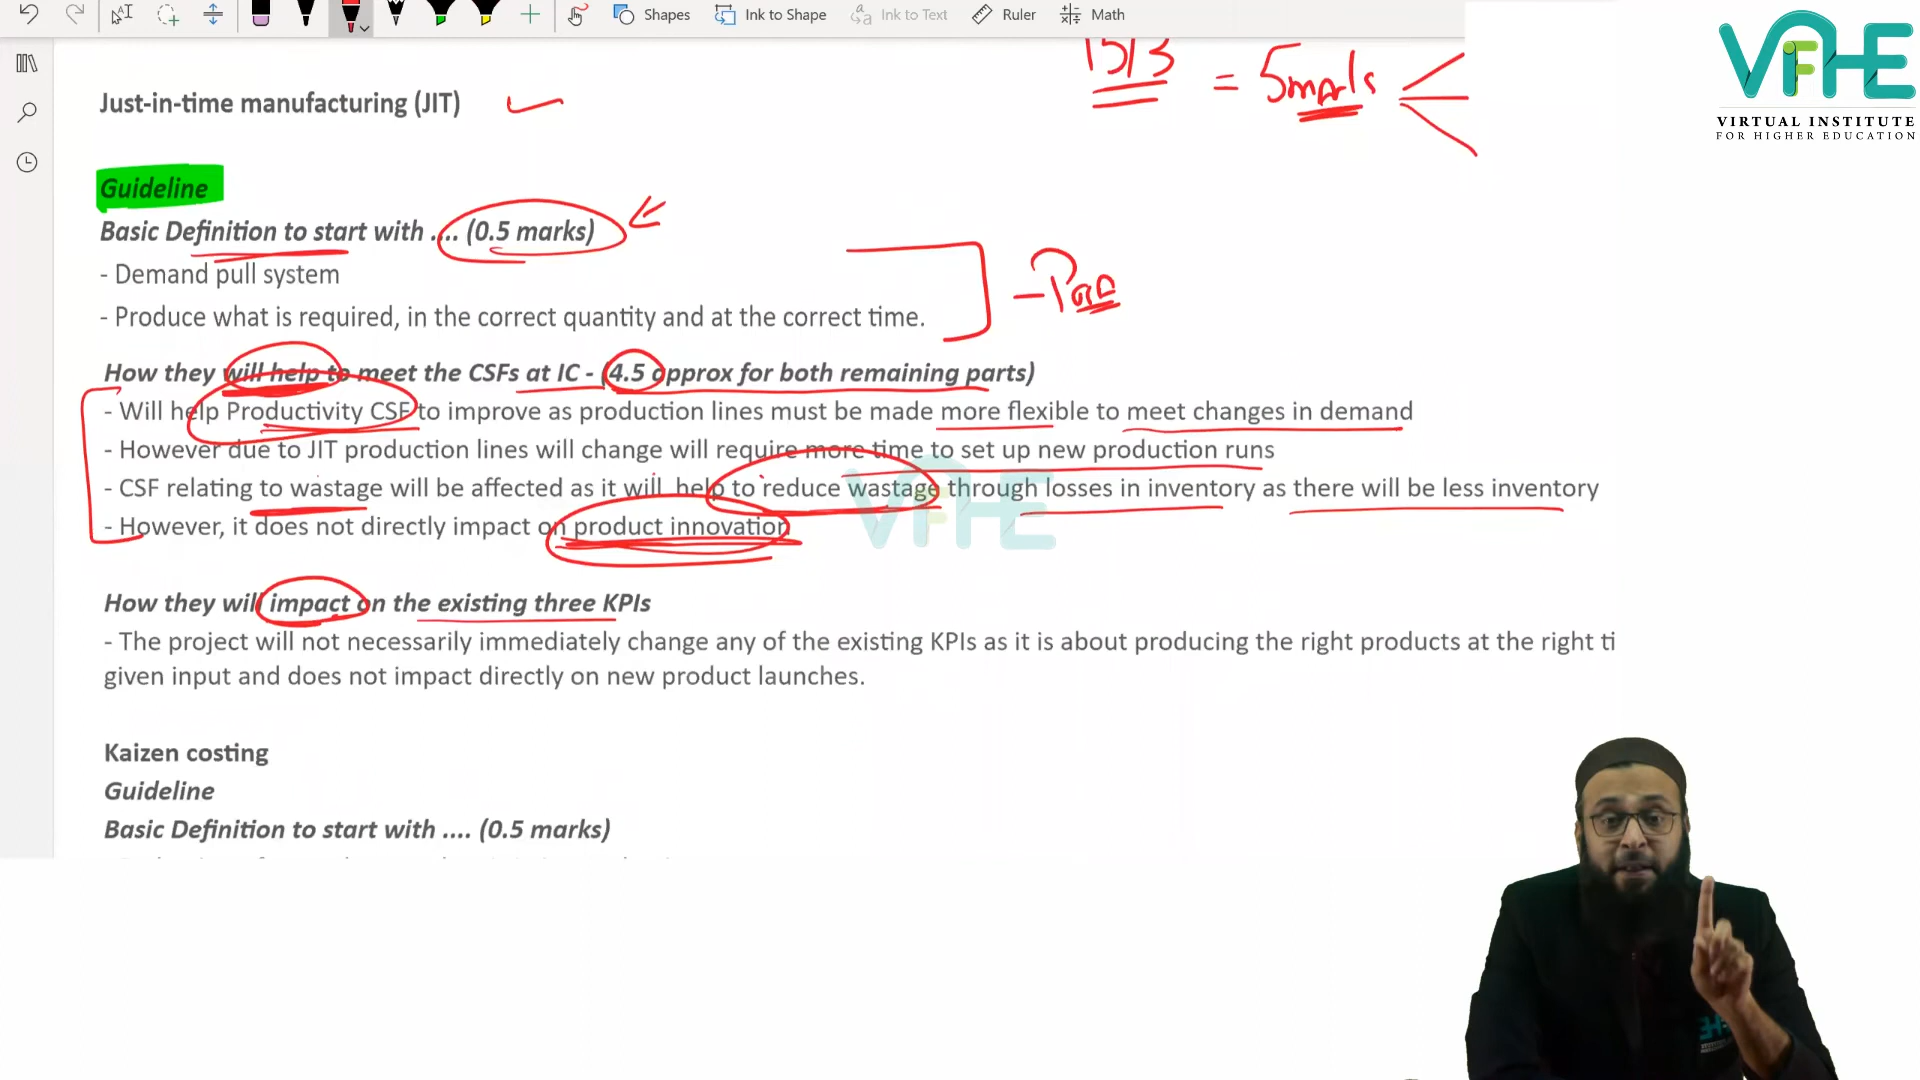 Shapes Ink to Shape Ink to Text Ruler Math
VFHE
VIRTUAL INSTITUTE
FOR HIGHER EDUCATION
= 5 marks
Just-in-time manufacturing (JIT)
Guideline
Basic Definition to start with .... (0.5 marks)
- Demand pull system
- Produce what is required, in the correct quantity and at the correct time.
How they will help to meet the CSFs at IC - (4.5 approx for both remaining parts)
- Will help Productivity CSF to improve as production lines must be made more flexible to meet changes in demand
- However due to JIT production lines will change will require more time to set up new production runs
- CSF relating to wastage will be affected as it will help to reduce wastage through losses in inventory as there will be less inventory
- However, it does not directly impact on product innovation
VFHE
How they will impact on the existing three KPIs
- The project will not necessarily immediately change any of the existing KPIs as it is about producing the right products at the right ti
given input and does not impact directly on new product launches.
Kaizen costing
Guideline
Basic Definition to start with .... (0.5 marks)